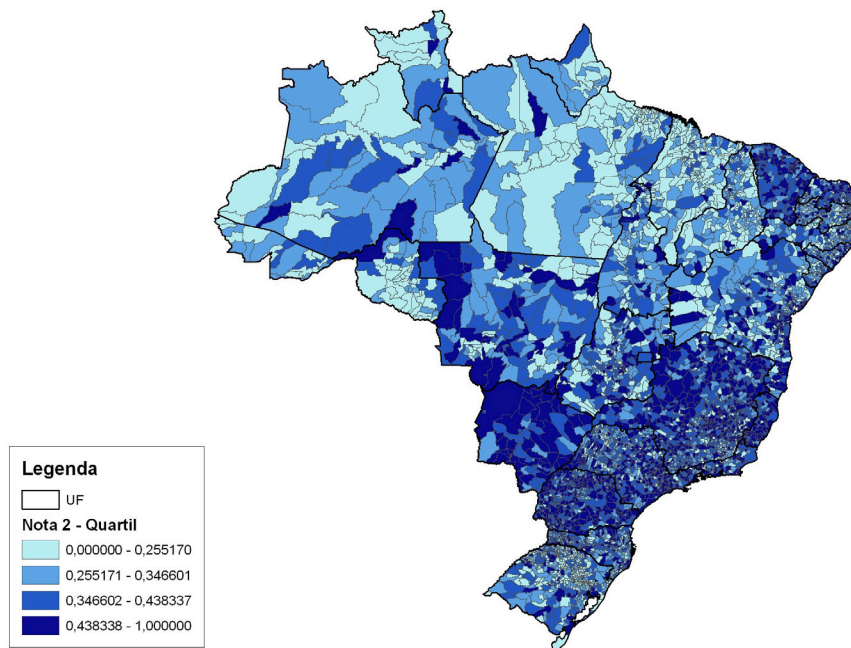 Legenda
UF
Nota 2 - Quartil
0,000000 - 0,255170
0,255171 - 0,346601
0,346602 - 0,438337
0,438338 - 1,000000